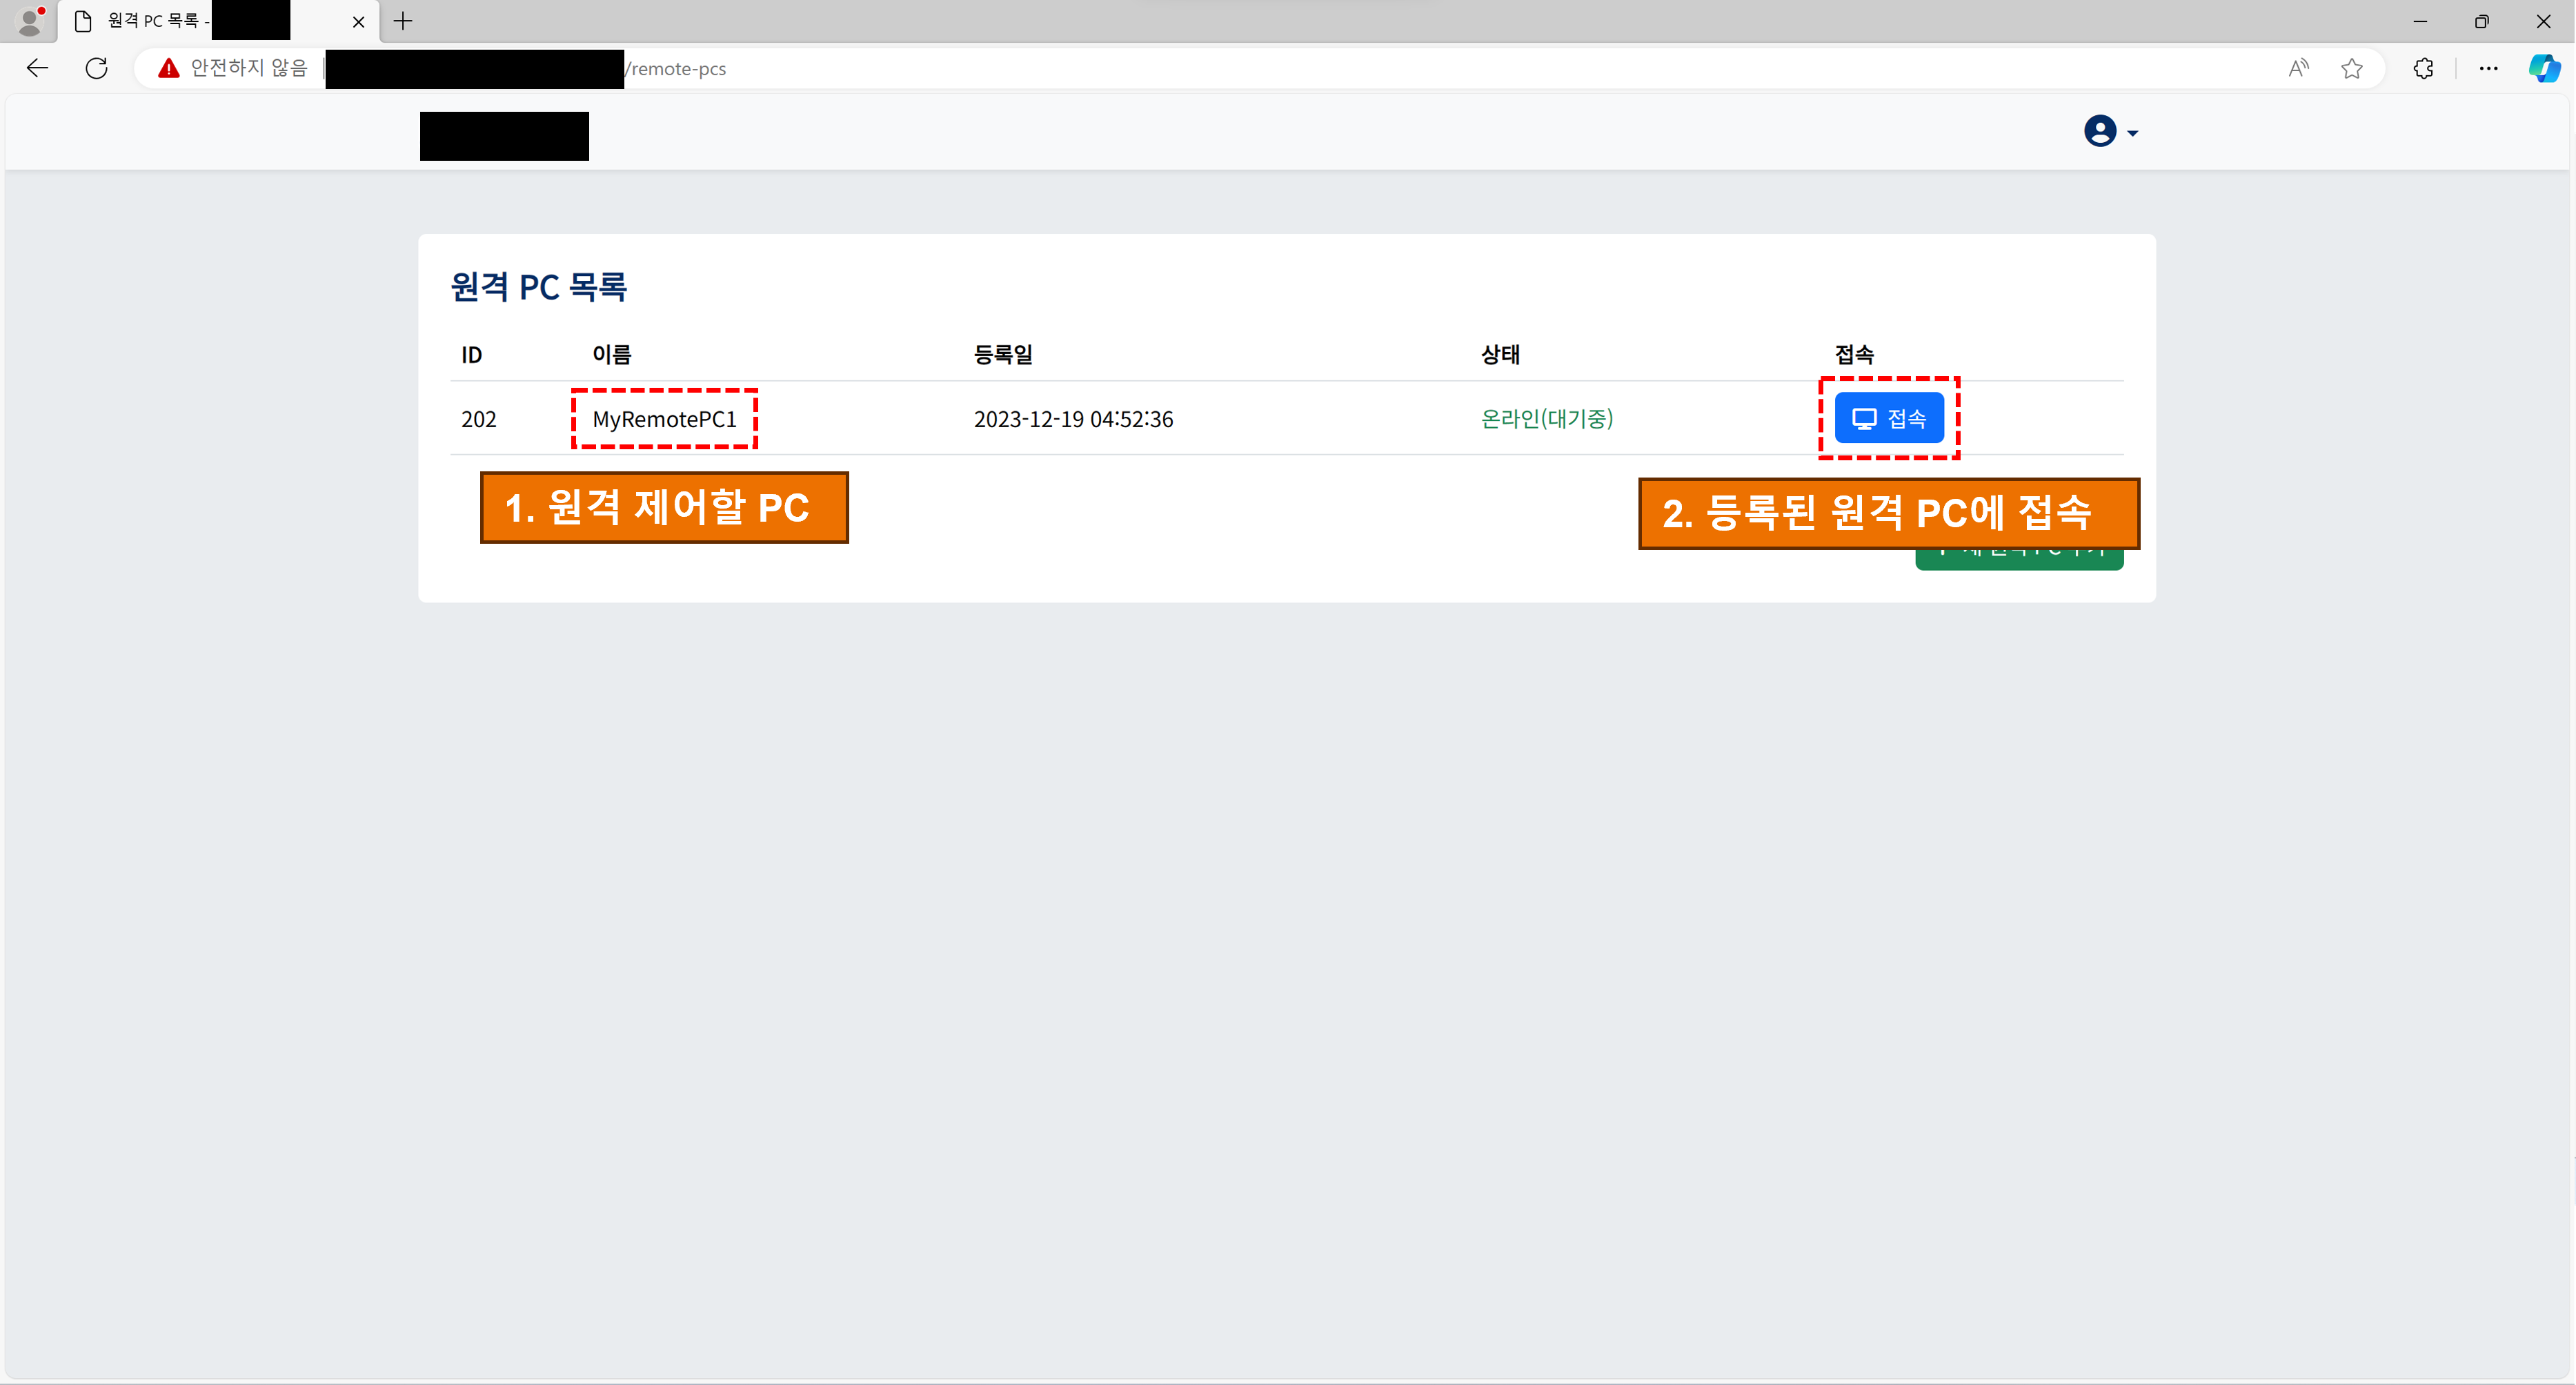 원격 PC 목록 -
안전하지 않음
/remote-pcs
원격 PC 목록
ID 이름 등록일 상태 접속
202 MyRemotePC1 2023-12-19 04:52:36 온라인(대기중) 접속
1. 원격 제어할 PC
2. 등록된 원격 PC에 접속